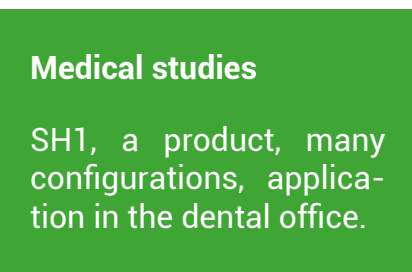 Medical studies
SH1, a product, many
configurations, applica-
tion in the dental office.